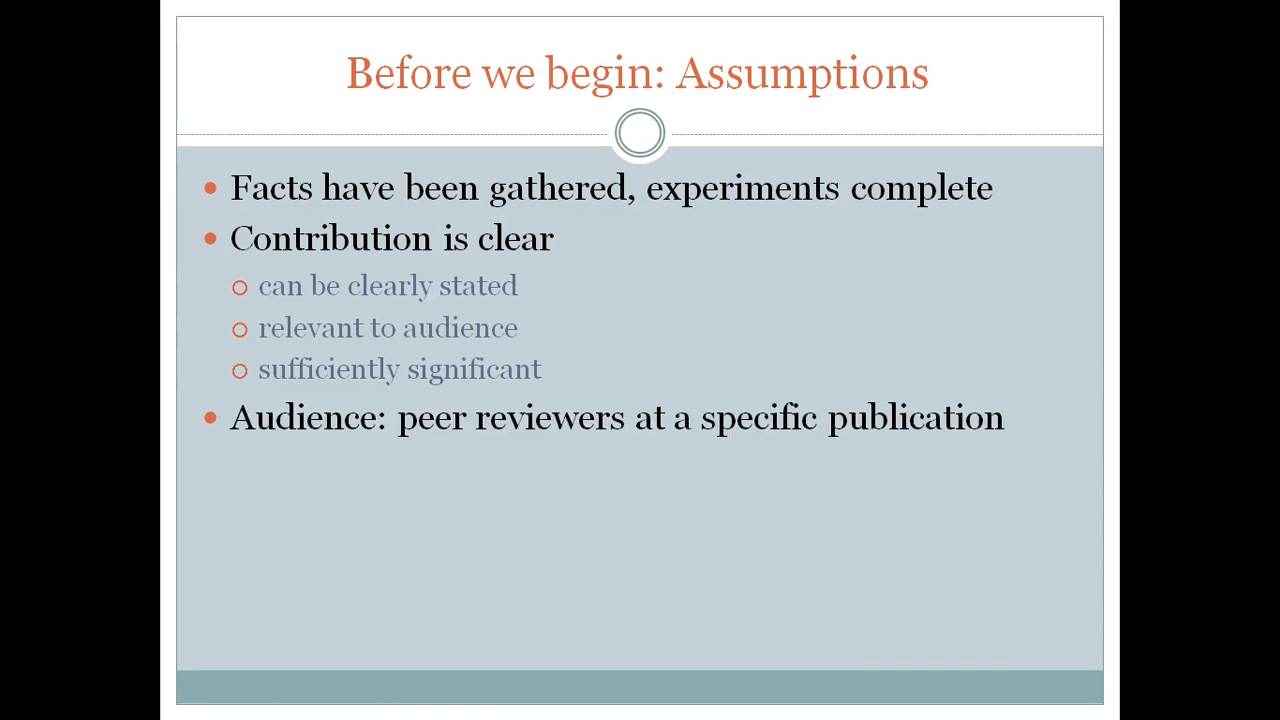 Before we begin: Assumptions
Facts have been gathered, experiments complete
Contribution is clear
can be clearly stated
relevant to audience
sufficiently significant
Audience: peer reviewers at a specific publication